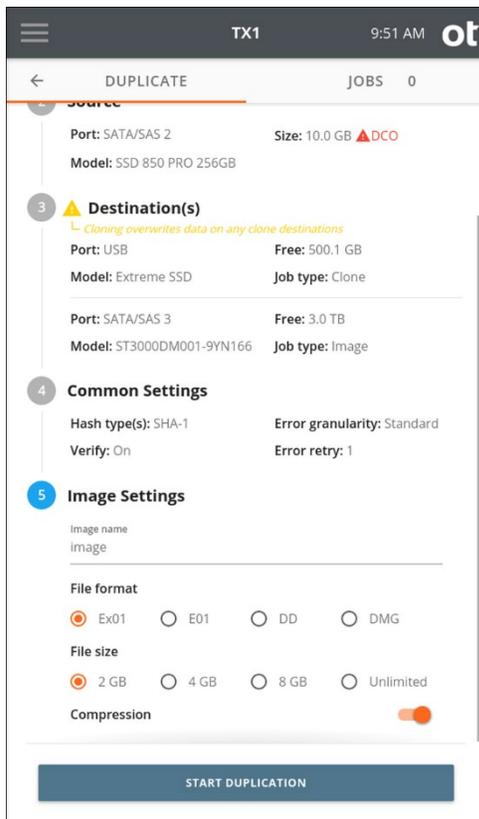 TX1
9:51 AM
ot
DUPLICATE
JOBS 0
2 Source
Port: SATA/SAS 2
Size: 10.0 GB DCO
Model: SSD 850 PRO 256GB
3 Destination(s)
Cloning overwrites data on any clone destinations
Port: USB
Free: 500.1 GB
Model: Extreme SSD
Job type: Clone
Port: SATA/SAS 3
Free: 3.0 TB
Model: ST3000DM001-9YN166
Job type: Image
4 Common Settings
Hash type(s): SHA-1
Error granularity: Standard
Verify: On
Error retry: 1
5 Image Settings
Image name
image
File format
Ex01 E01 DD DMG
File size
2 GB 4 GB 8 GB Unlimited
Compression
START DUPLICATION